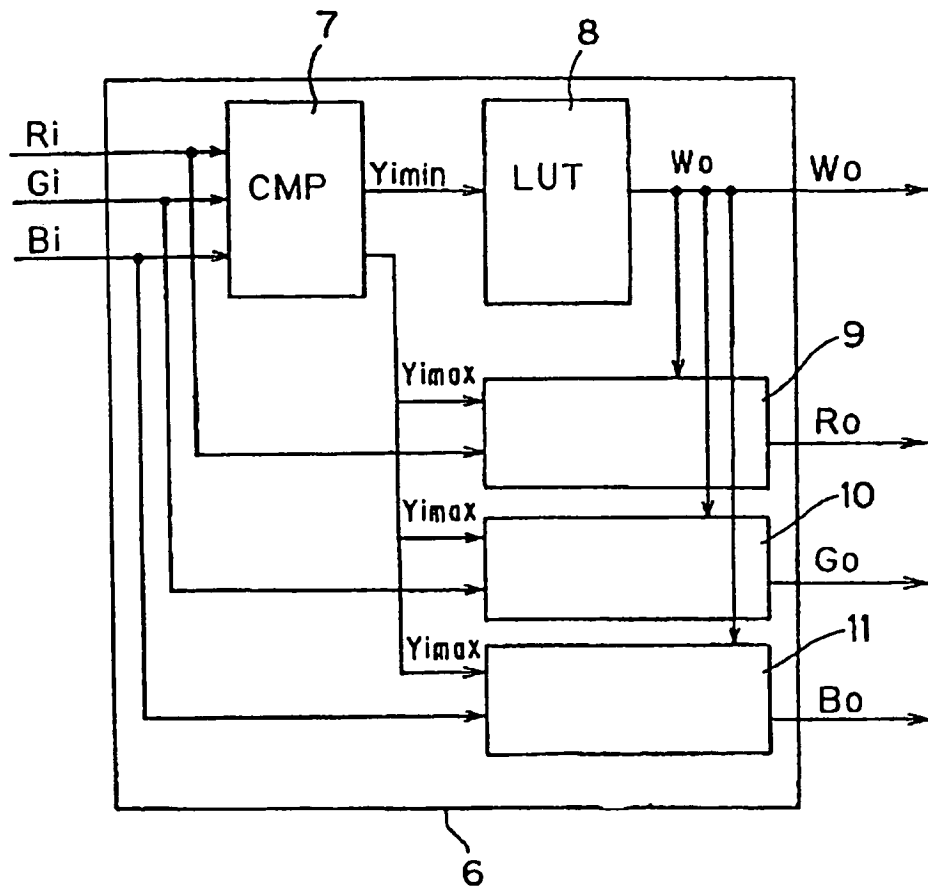 7
8
Ri
Gi
Bi
CMP
Yimin
LUT
Wo
Wo
9
Yimax
Ro
10
Yimax
Go
11
Yimax
Bo
6